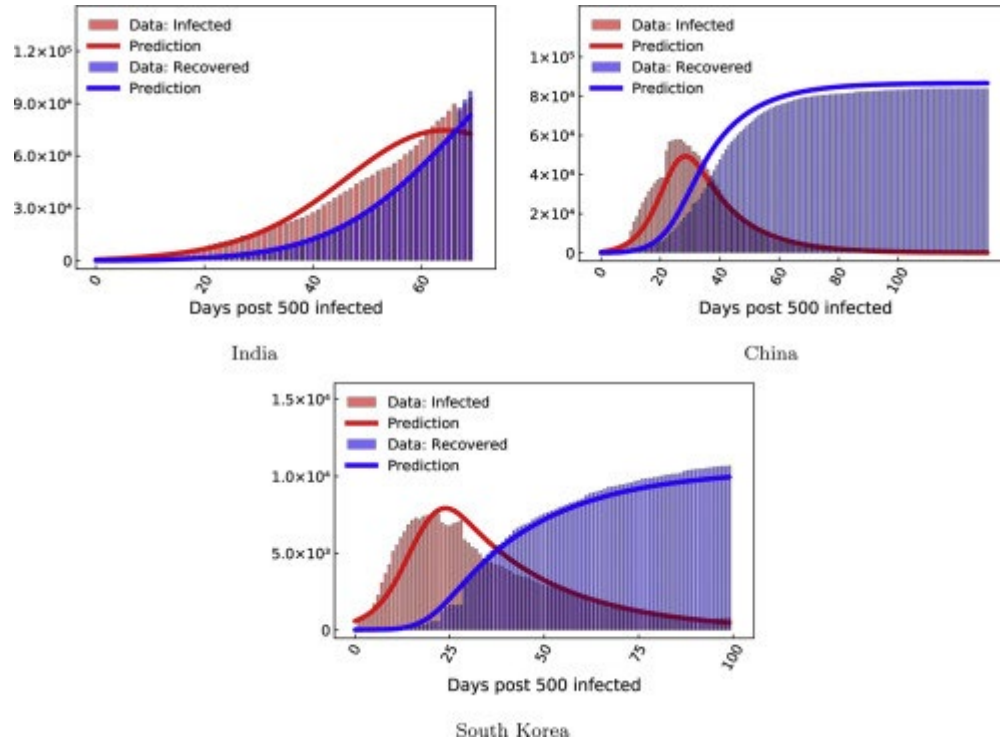 Data: Infected
Prediction
Data: Recovered
Prediction
1.2×10⁵
9.0×10⁴
6.0×10⁴
3.0×10⁴
0
0
20
40
60
Days post 500 infected
India
Data: Infected
Prediction
Data: Recovered
Prediction
1×10⁵
8×10⁴
6×10⁴
4×10⁴
2×10⁴
0
0
20
40
60
80
100
Days post 500 infected
China
Data: Infected
Prediction
Data: Recovered
Prediction
1.5×10⁴
1.0×10⁴
5.0×10³
0
0
25
50
75
100
Days post 500 infected
South Korea